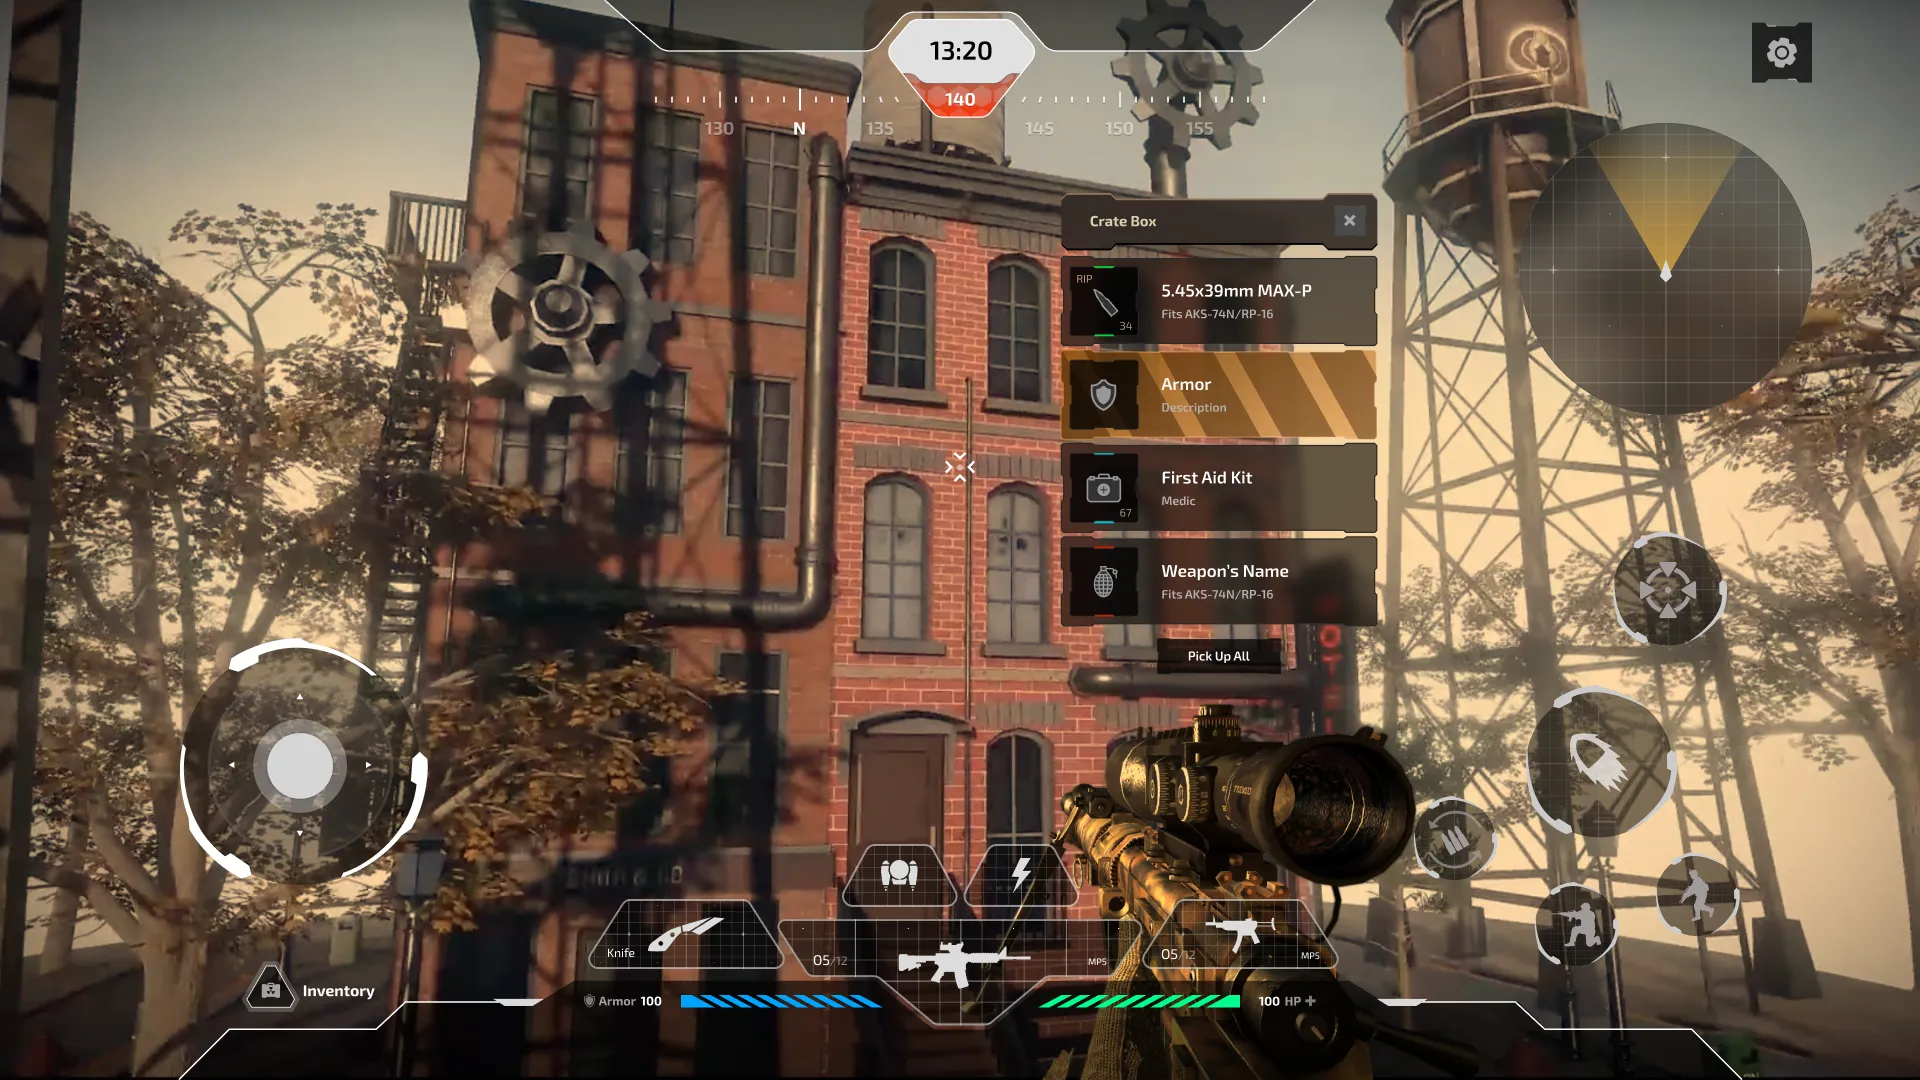 13:20
140
130
N
135
145
150
155
Crate Box
RIP
34
5.45x39mm MAX-P
Fits AKS-74N/RP-16
Armor
Description
67
First Aid Kit
Medic
Weapon's Name
Fits AKS-74N/RP-16
Pick Up All
Knife
05/12
MP5
05/12
MP5
Inventory
Armor 100
100 HP